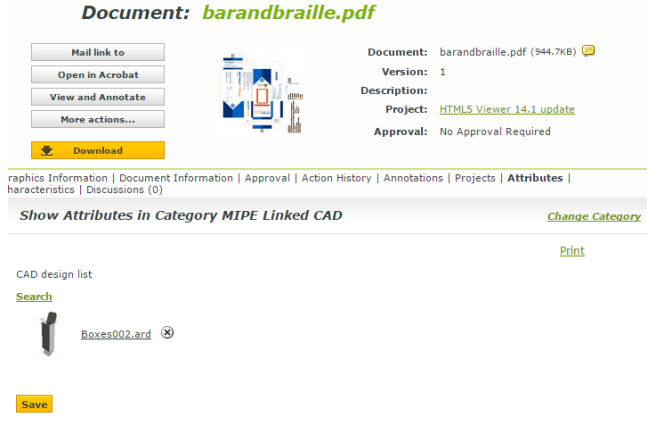 Document: barandbraille.pdf
Mail link to
Open in Acrobat
View and Annotate
More actions...
Download
Document: barandbraille.pdf (944.7KB)
Version: 1
Description:
Project: HTML5 Viewer 14.1 update
Approval: No Approval Required
raphics Information | Document Information | Approval | Action History | Annotations | Projects | Attributes |
haracteristics | Discussions (0)
Show Attributes in Category MIPE Linked CAD
Change Category
Print
CAD design list
Search
Boxes002.ard
Save